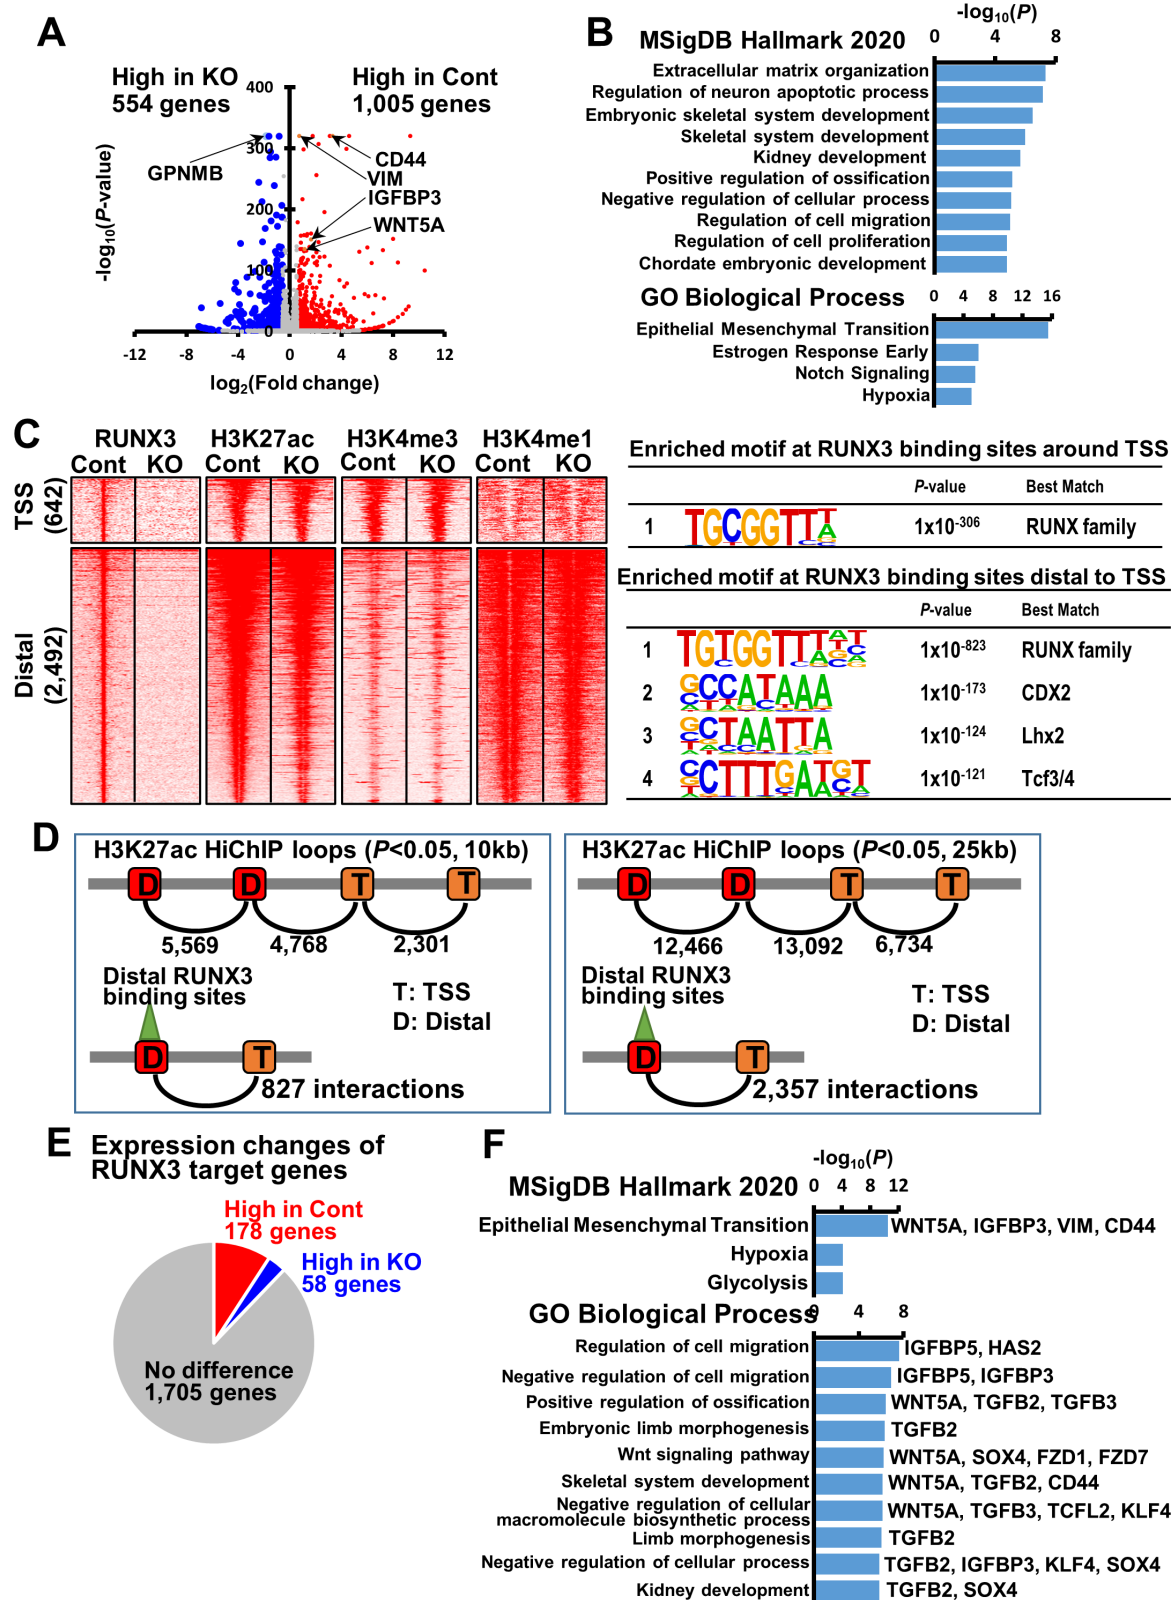 A
High in KO
554 genes
High in Cont
1,005 genes
400
300
200
100
0
-log10(P-value)
GPNMB
CD44
VIM
IGFBP3
WNT5A
-12 -8 -4 0 4 8 12
log2(Fold change)
B
-log10(P)
MSigDB Hallmark 2020
0 4 8
Extracellular matrix organization
Regulation of neuron apoptotic process
Embryonic skeletal system development
Skeletal system development
Kidney development
Positive regulation of ossification
Negative regulation of cellular process
Regulation of cell migration
Regulation of cell proliferation
Chordate embryonic development
GO Biological Process
0 4 8 12 16
Epithelial Mesenchymal Transition
Estrogen Response Early
Notch Signaling
Hypoxia
C
RUNX3 H3K27ac H3K4me3 H3K4me1
Cont KO Cont KO Cont KO Cont KO
TSS
(642)
Distal
(2,492)
Enriched motif at RUNX3 binding sites around TSS
P-value Best Match
1 TGCGGTT 1x10-306 RUNX family
Enriched motif at RUNX3 binding sites distal to TSS
P-value Best Match
1 TGTGGTT 1x10-823 RUNX family
2 GCCATAAA 1x10-173 CDX2
3 GCTAATTA 1x10-124 Lhx2
4 CCTTTGATGT 1x10-121 Tcf3/4
D
H3K27ac HiChIP loops (P<0.05, 10kb)
D D T T
5,569 4,768 2,301
Distal RUNX3
binding sites
T: TSS
D: Distal
D T
827 interactions
H3K27ac HiChIP loops (P<0.05, 25kb)
D D T T
12,466 13,092 6,734
Distal RUNX3
binding sites
T: TSS
D: Distal
D T
2,357 interactions
E
Expression changes of
RUNX3 target genes
High in Cont
178 genes
High in KO
58 genes
No difference
1,705 genes
F
-log10(P)
MSigDB Hallmark 2020
0 4 8 12
Epithelial Mesenchymal Transition WNT5A, IGFBP3, VIM, CD44
Hypoxia
Glycolysis
GO Biological Process
0 4 8
Regulation of cell migration IGFBP5, HAS2
Negative regulation of cell migration IGFBP5, IGFBP3
Positive regulation of ossification WNT5A, TGFB2, TGFB3
Embryonic limb morphogenesis TGFB2
Wnt signaling pathway WNT5A, SOX4, FZD1, FZD7
Skeletal system development WNT5A, TGFB2, CD44
Negative regulation of cellular
macromolecule biosynthetic process WNT5A, TGFB3, TCFL2, KLF4
Limb morphogenesis TGFB2
Negative regulation of cellular process TGFB2, IGFBP3, KLF4, SOX4
Kidney development TGFB2, SOX4